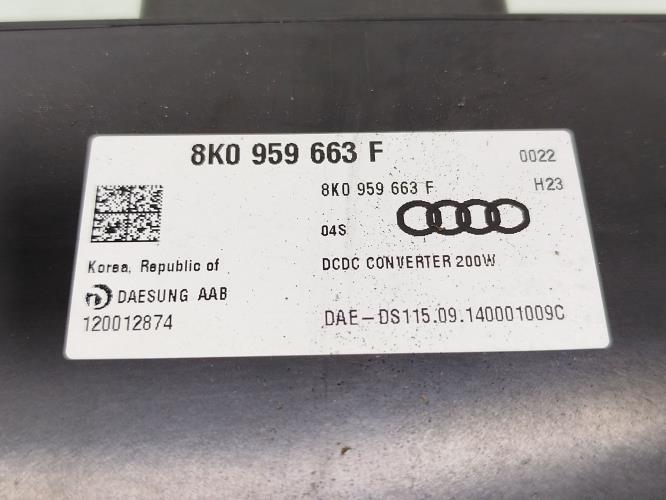 8K0 959 663 F
0022
8K0 959 663 F
H23
04S
Korea, Republic of
DCDC CONVERTER 200W
DAESUNG AAB
120012874
DAE-DS115.09.140001009C